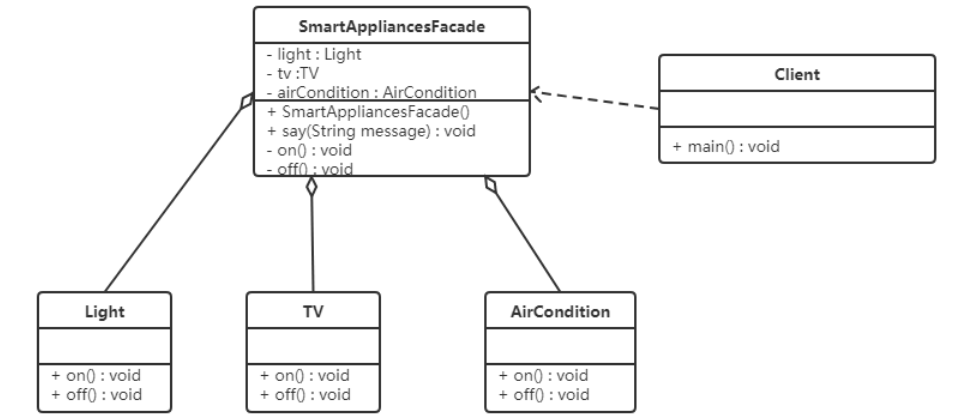 SmartAppliancesFacade
- light : Light
- tv :TV
- airCondition : AirCondition
+ SmartAppliancesFacade()
+ say(String message) : void
- on() : void
- off() : void
Client
+ main() : void
Light
+ on() : void
+ off() : void
TV
+ on() : void
+ off() : void
AirCondition
+ on() : void
+ off() : void